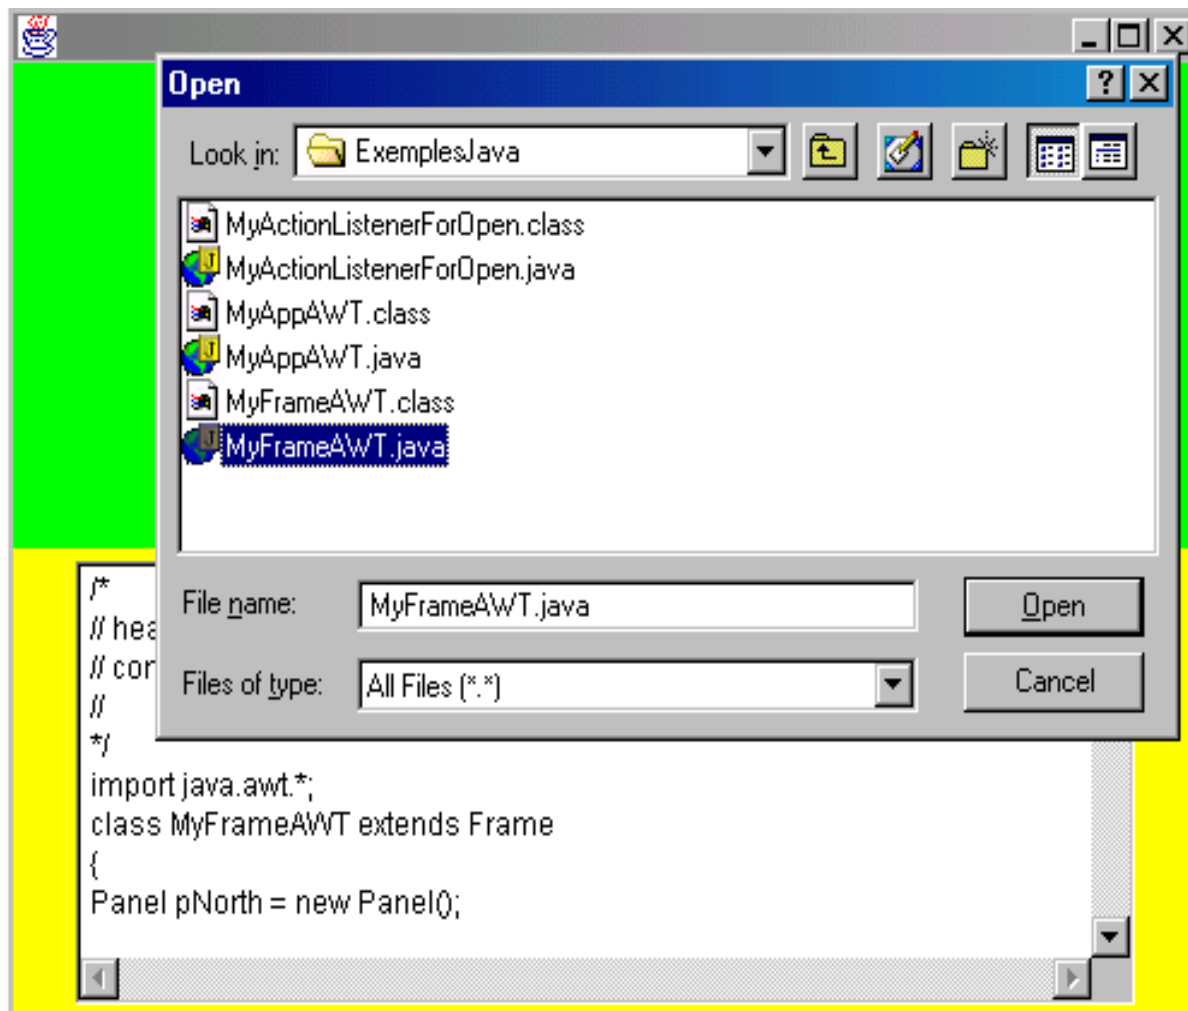 Open
Look in: ExemplesJava
MyActionListenerForOpen.class
MyActionListenerForOpen.java
MyAppAWT.class
MyAppAWT.java
MyFrameAWT.class
MyFrameAWT.java
File name: MyFrameAWT.java Open
Files of type: All Files (*.*) Cancel
/*
// hea
// cor
//
*/
import java.awt.*;
class MyFrameAWT extends Frame
{
Panel pNorth = new Panel();